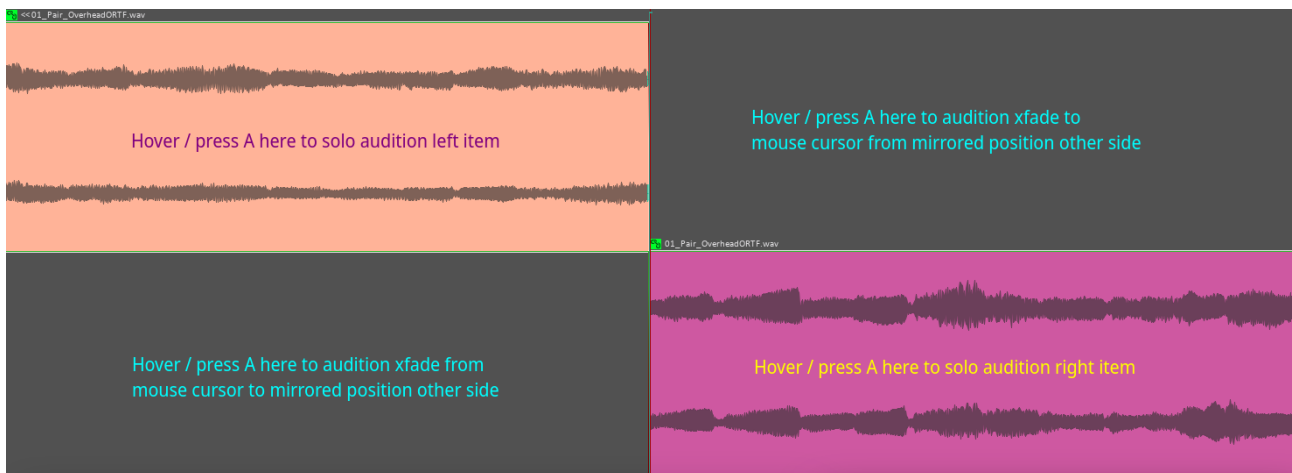 <<01_Pair_OverheadORTF.wav
Hover / press A here to solo audition left item
Hover / press A here to audition xfade to
mouse cursor from mirrored position other side
01_Pair_OverheadORTF.wav
Hover / press A here to audition xfade from
mouse cursor to mirrored position other side
Hover / press A here to solo audition right item